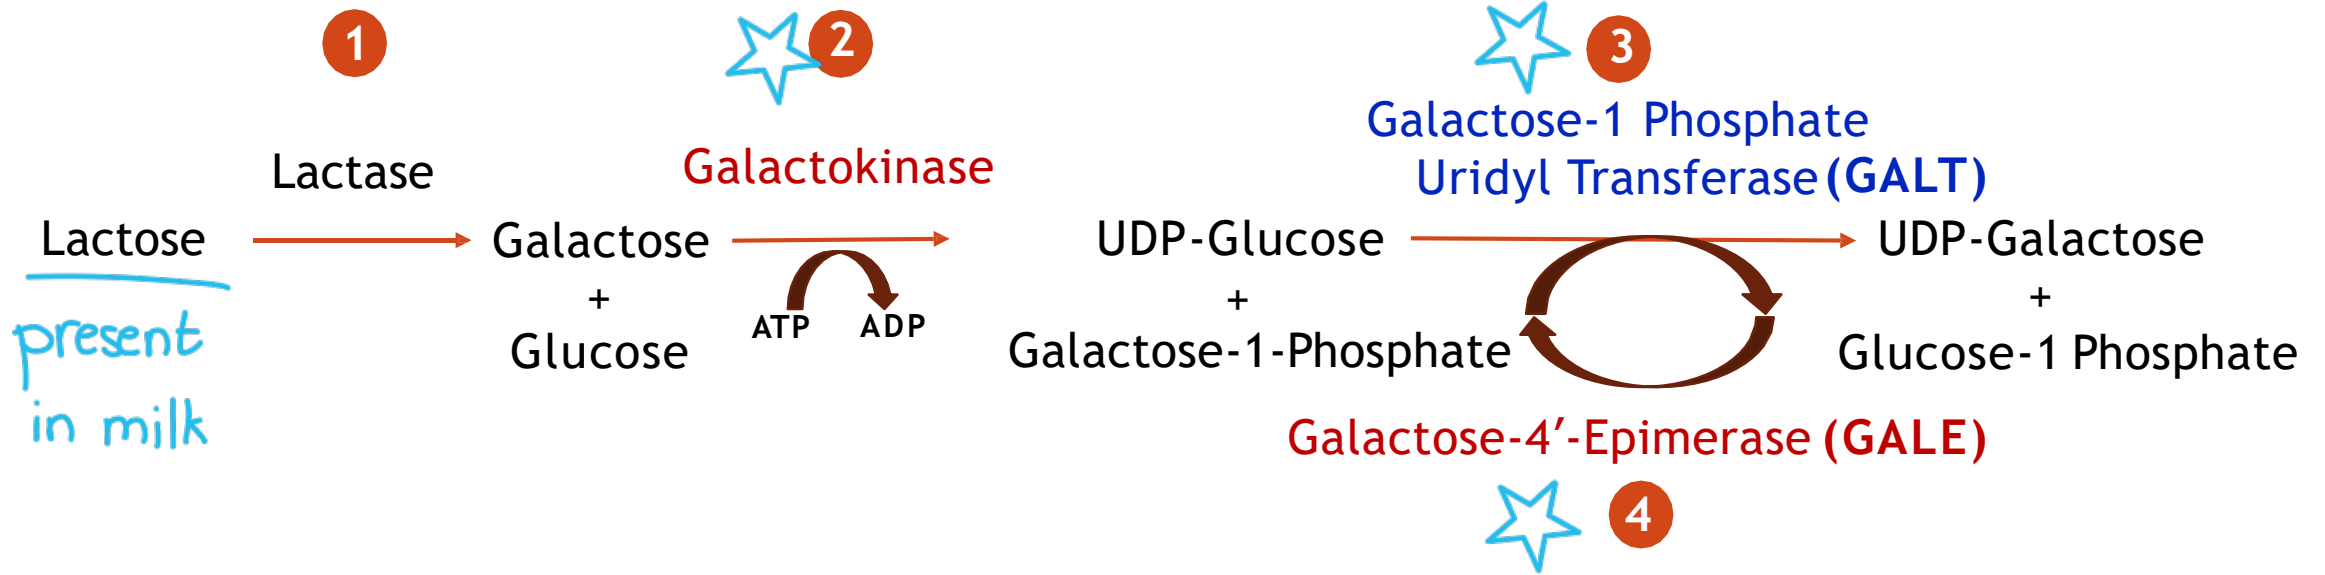 1
2
3
Galactose-1 Phosphate
Lactase
Galactokinase
Uridyl Transferase (GALT)
Lactose
Galactose
UDP-Glucose
UDP-Galactose
+
+
+
present
ATP
ADP
Glucose
Galactose-1-Phosphate
Glucose-1 Phosphate
in milk
Galactose-4′-Epimerase (GALE)
4